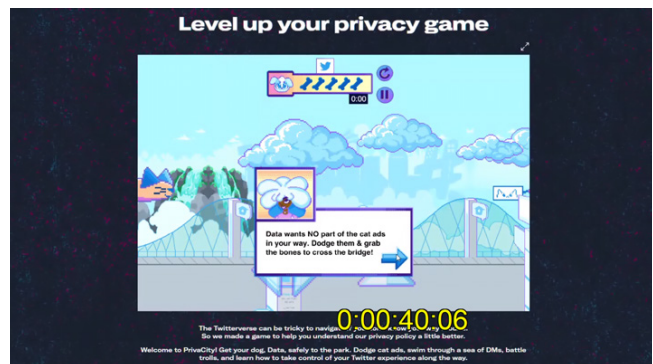 Level up your privacy game
0:00
Data wants NO part of the cat ads
in your way. Dodge them & grab
the bones to cross the bridge!
0:00:40:06
The Twitterverse can be tricky to
So we made a game to help you understand our privacy policy a little better.
Welcome to PrivaCity! Get your dog, Data, safely to the park. Dodge cat ads, swim through a sea of DMs, battle
trolls, and learn how to take control of your Twitter experience along the way.